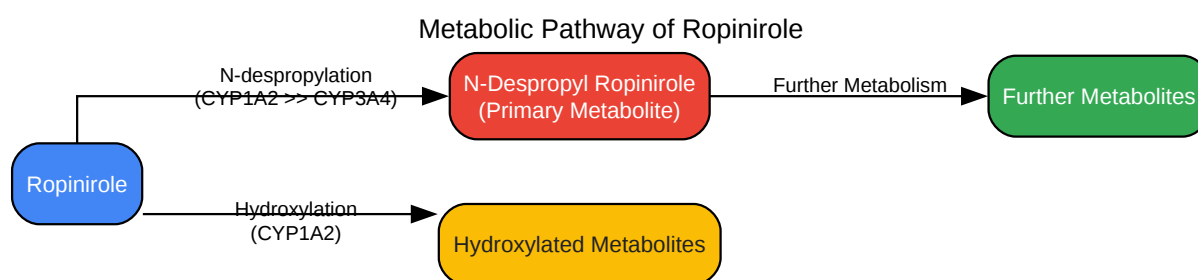 Metabolic Pathway of Ropinirole
N-despropylation
(CYP1A2 >> CYP3A4)
N-Despropyl Ropinirole
(Primary Metabolite)
Further Metabolism
Further Metabolites
Ropinirole
Hydroxylation
(CYP1A2)
Hydroxylated Metabolites